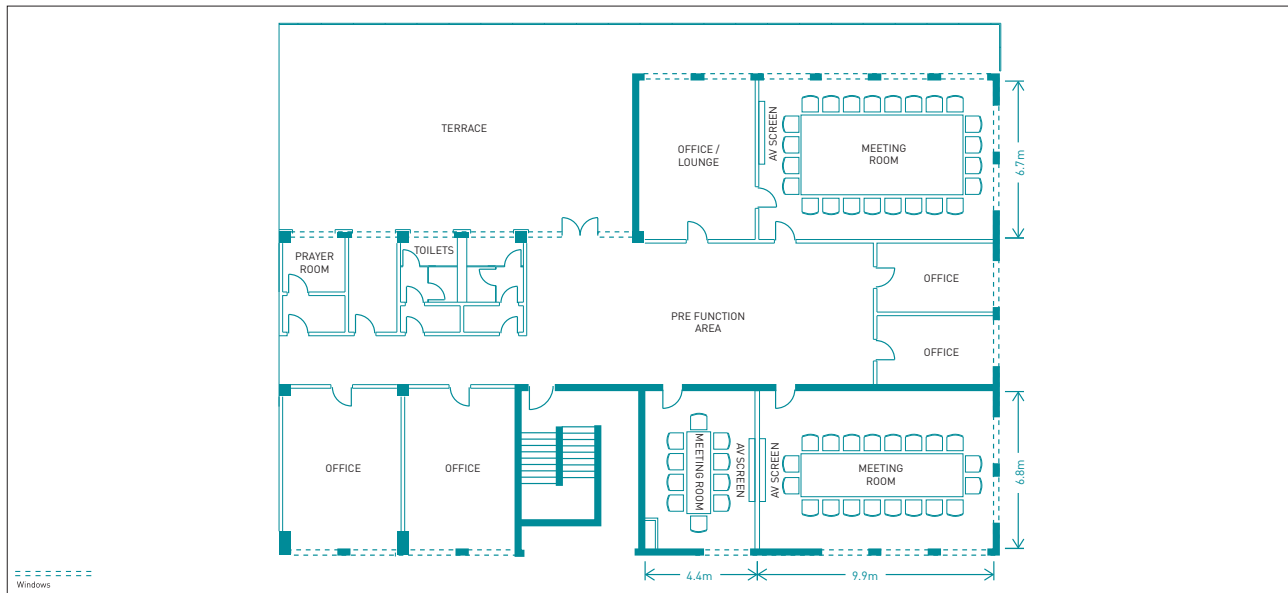 TERRACE
OFFICE /
LOUNGE
AV SCREEN
MEETING
ROOM
6.7m
PRAYER
ROOM
TOILETS
OFFICE
PRE FUNCTION
AREA
OFFICE
OFFICE
OFFICE
MEETING ROOM
AV SCREEN
AV SCREEN
MEETING
ROOM
6.8m
4.4m
9.9m
Windows